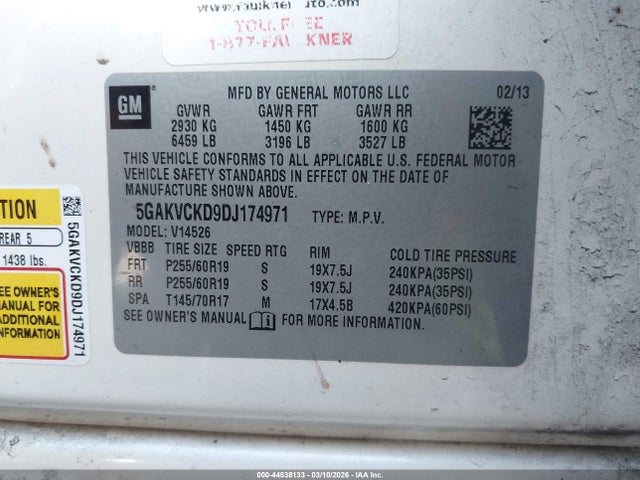 www.faulknerauto.com
TOLL FREE
1-877-FAULKNER
GM
MFD BY GENERAL MOTORS LLC 02/13
GVWR GAWR FRT GAWR RR
2930 KG 1450 KG 1600 KG
6459 LB 3196 LB 3527 LB
THIS VEHICLE CONFORMS TO ALL APPLICABLE U.S. FEDERAL MOTOR
VEHICLE SAFETY STANDARDS IN EFFECT ON THE DATE OF
MANUFACTURE SHOWN ABOVE.
5GAKVCKD9DJ174971 TYPE: M.P.V.
MODEL: V14526
VBBB TIRE SIZE SPEED RTG RIM COLD TIRE PRESSURE
FRT P255/60R19 S 19X7.5J 240KPA(35PSI)
RR P255/60R19 S 19X7.5J 240KPA(35PSI)
SPA T145/70R17 M 17X4.5B 420KPA(60PSI)
SEE OWNER'S MANUAL FOR MORE INFORMATION.
TION
REAR 5
1438 lbs.
SEE OWNER'S
MANUAL FOR
ADDITIONAL
FORMATION
5GAKVCKD9DJ174971
000-44538133 - 03/10/2026 - IAA Inc.